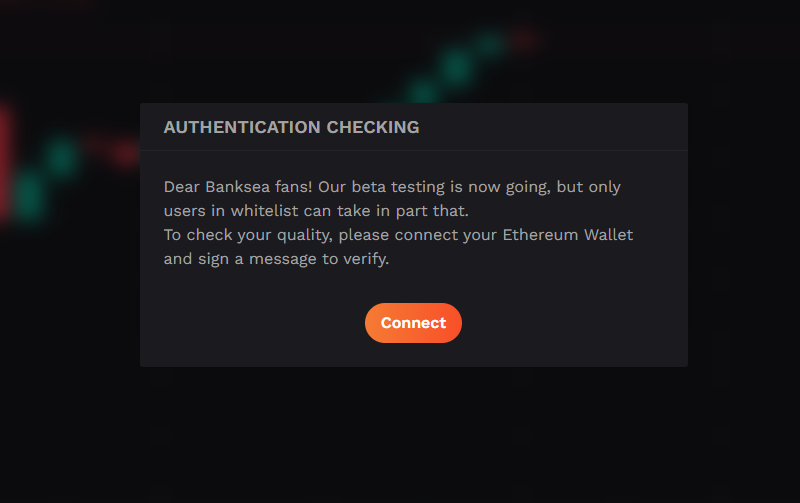 AUTHENTICATION CHECKING
Dear Banksea fans! Our beta testing is now going, but only
users in whitelist can take in part that.
To check your quality, please connect your Ethereum Wallet
and sign a message to verify.
Connect